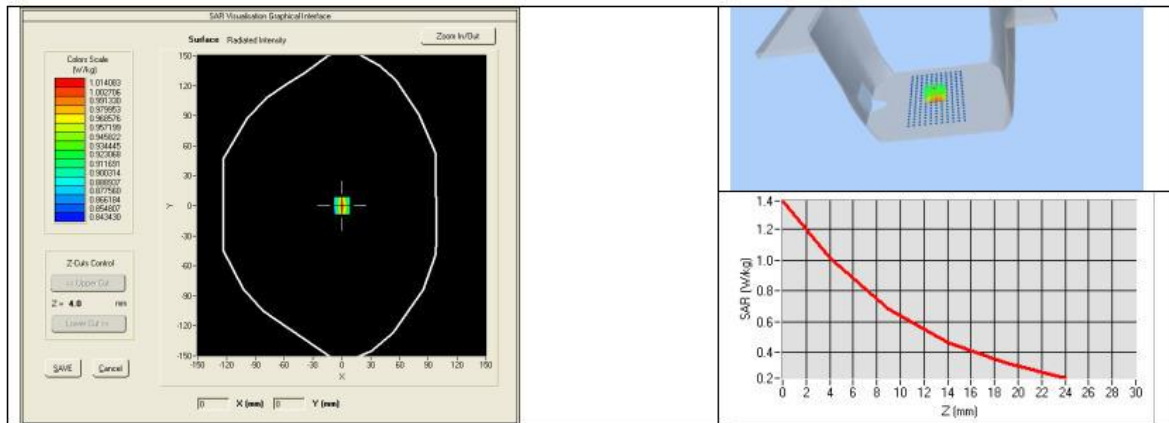 SAR Visualisation Graphical Interface
Surface Radiated Intensity
Zoom In/Out
Colors Scale
(W/kg)
1.014083
1.002706
0.991330
0.979953
0.968576
0.957199
0.945822
0.934445
0.923068
0.911691
0.900314
0.888937
0.877560
0.866184
0.854807
0.843430
150
120
90
60
30
0
-30
-60
-90
-120
-150
Y
-150 -120 -90 -60 -30 0 30 60 90 120 150
X
Z-Cuts Control
<< Upper Cut
Z = 4.0 mm
Lower Cut >>
SAVE Cancel
0 X (mm) 0 Y (mm)
1.4
1.2
1.0
0.8
0.6
0.4
0.2
SAR (W/kg)
0 2 4 6 8 10 12 14 16 18 20 22 24 26 28 30
Z (mm)